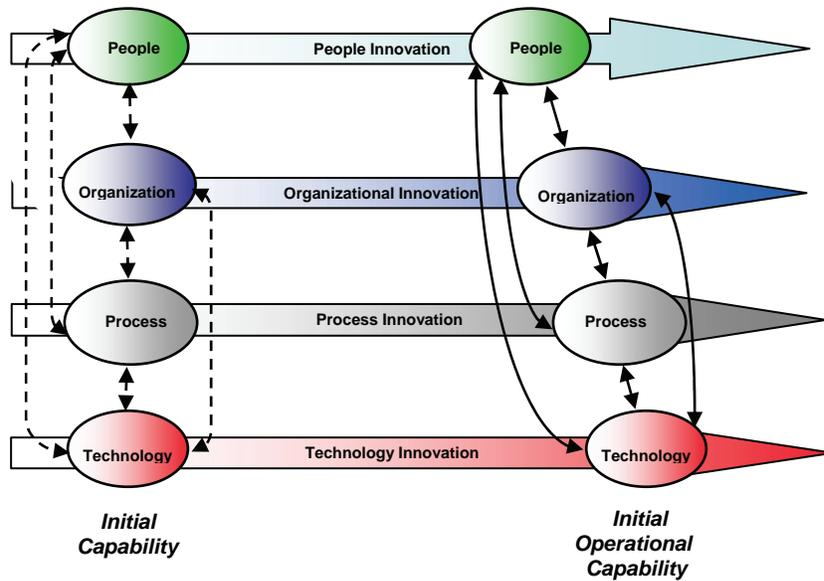 People People Innovation People
Organization Organizational Innovation Organization
Process Process Innovation Process
Technology Technology Innovation Technology
Initial
Capability
Initial
Operational
Capability